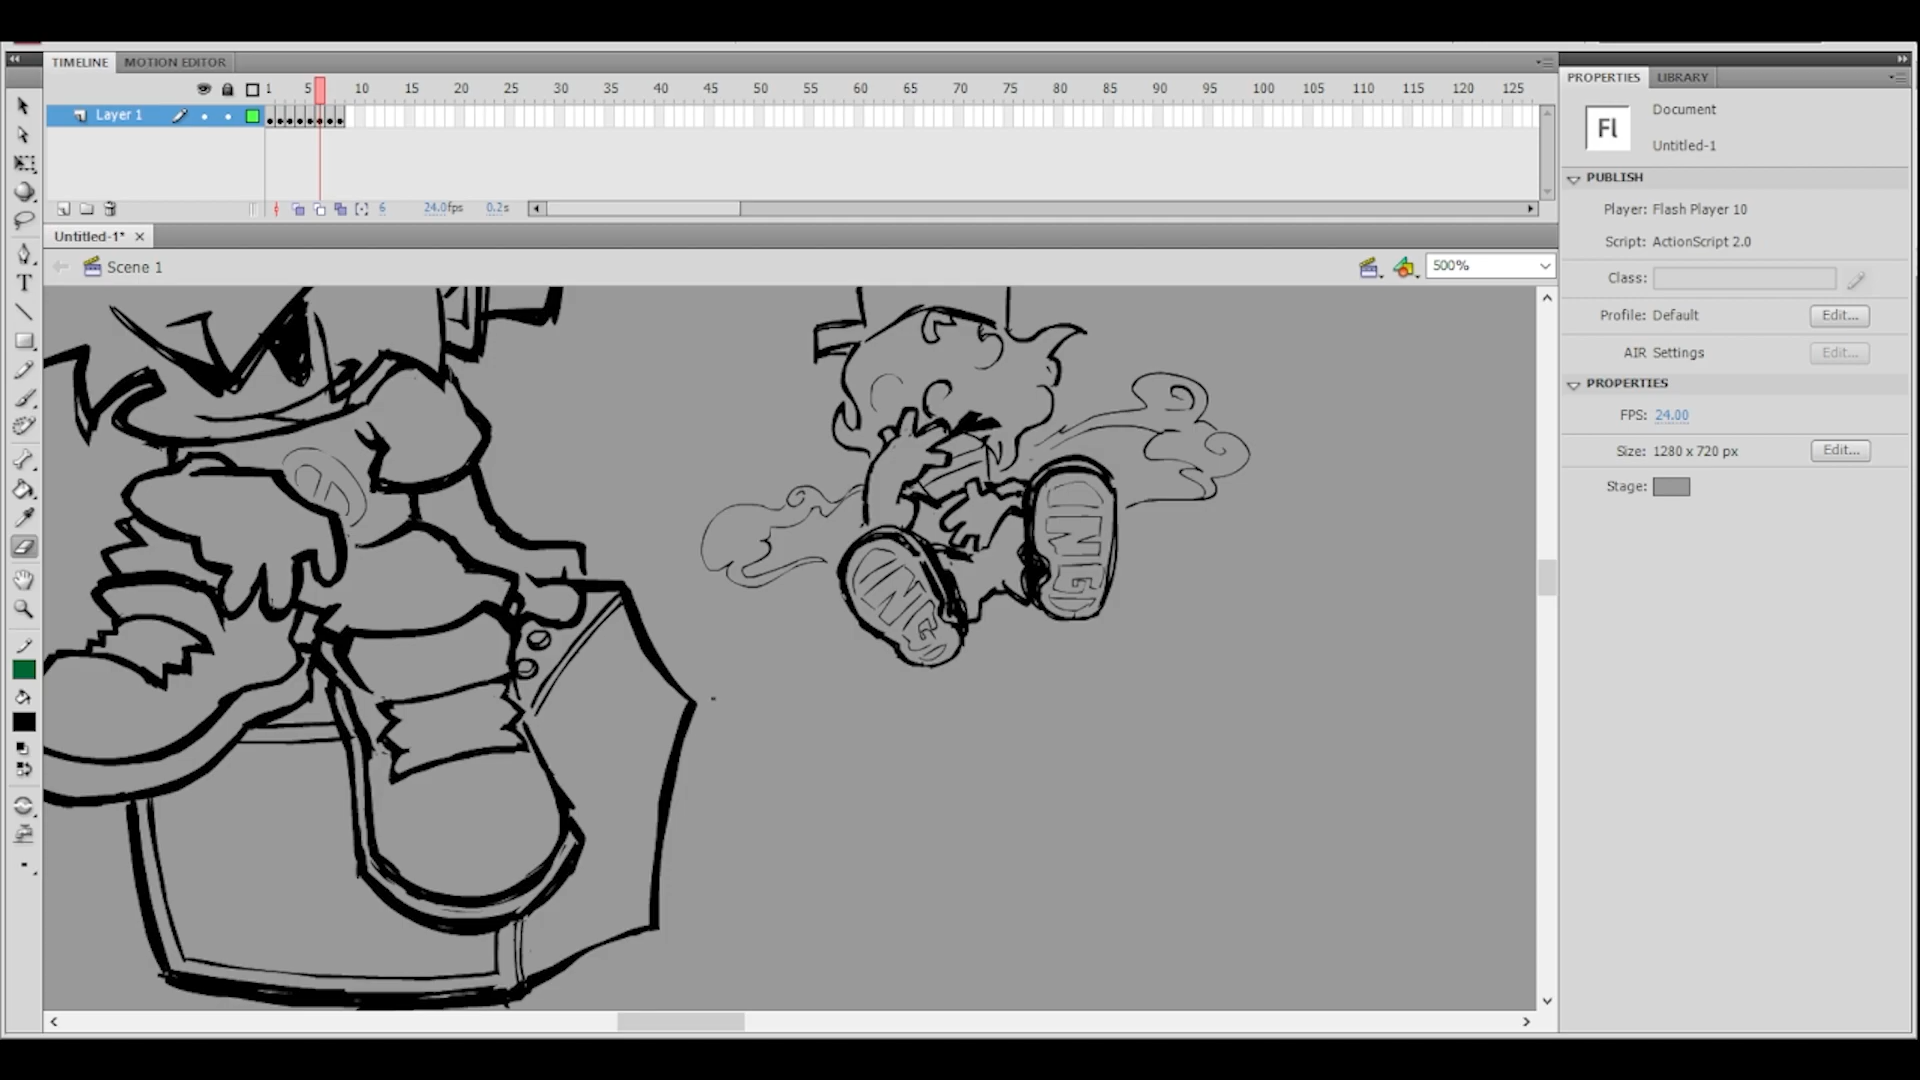 TIMELINE MOTION EDITOR
1 5 10 15 20 25 30 35 40 45 50 55 60 65 70 75 80 85 90 95 100 105 110 115 120 125
Layer 1
6 24.0fps 0.2s
Untitled-1*
Scene 1
500%
PROPERTIES LIBRARY
Fl
Document
Untitled-1
PUBLISH
Player: Flash Player 10
Script: ActionScript 2.0
Class:
Profile: Default Edit...
AIR Settings Edit...
PROPERTIES
FPS: 24.00
Size: 1280 x 720 px Edit...
Stage: